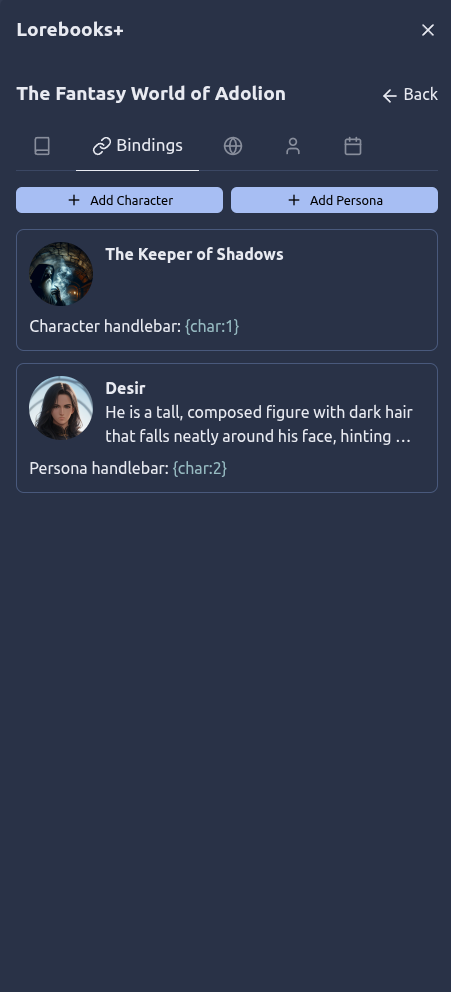 Lorebooks+
The Fantasy World of Adolion
Back
Bindings
Add Character
Add Persona
The Keeper of Shadows
Character handlebar: {char:1}
Desir
He is a tall, composed figure with dark hair
that falls neatly around his face, hinting ...
Persona handlebar: {char:2}